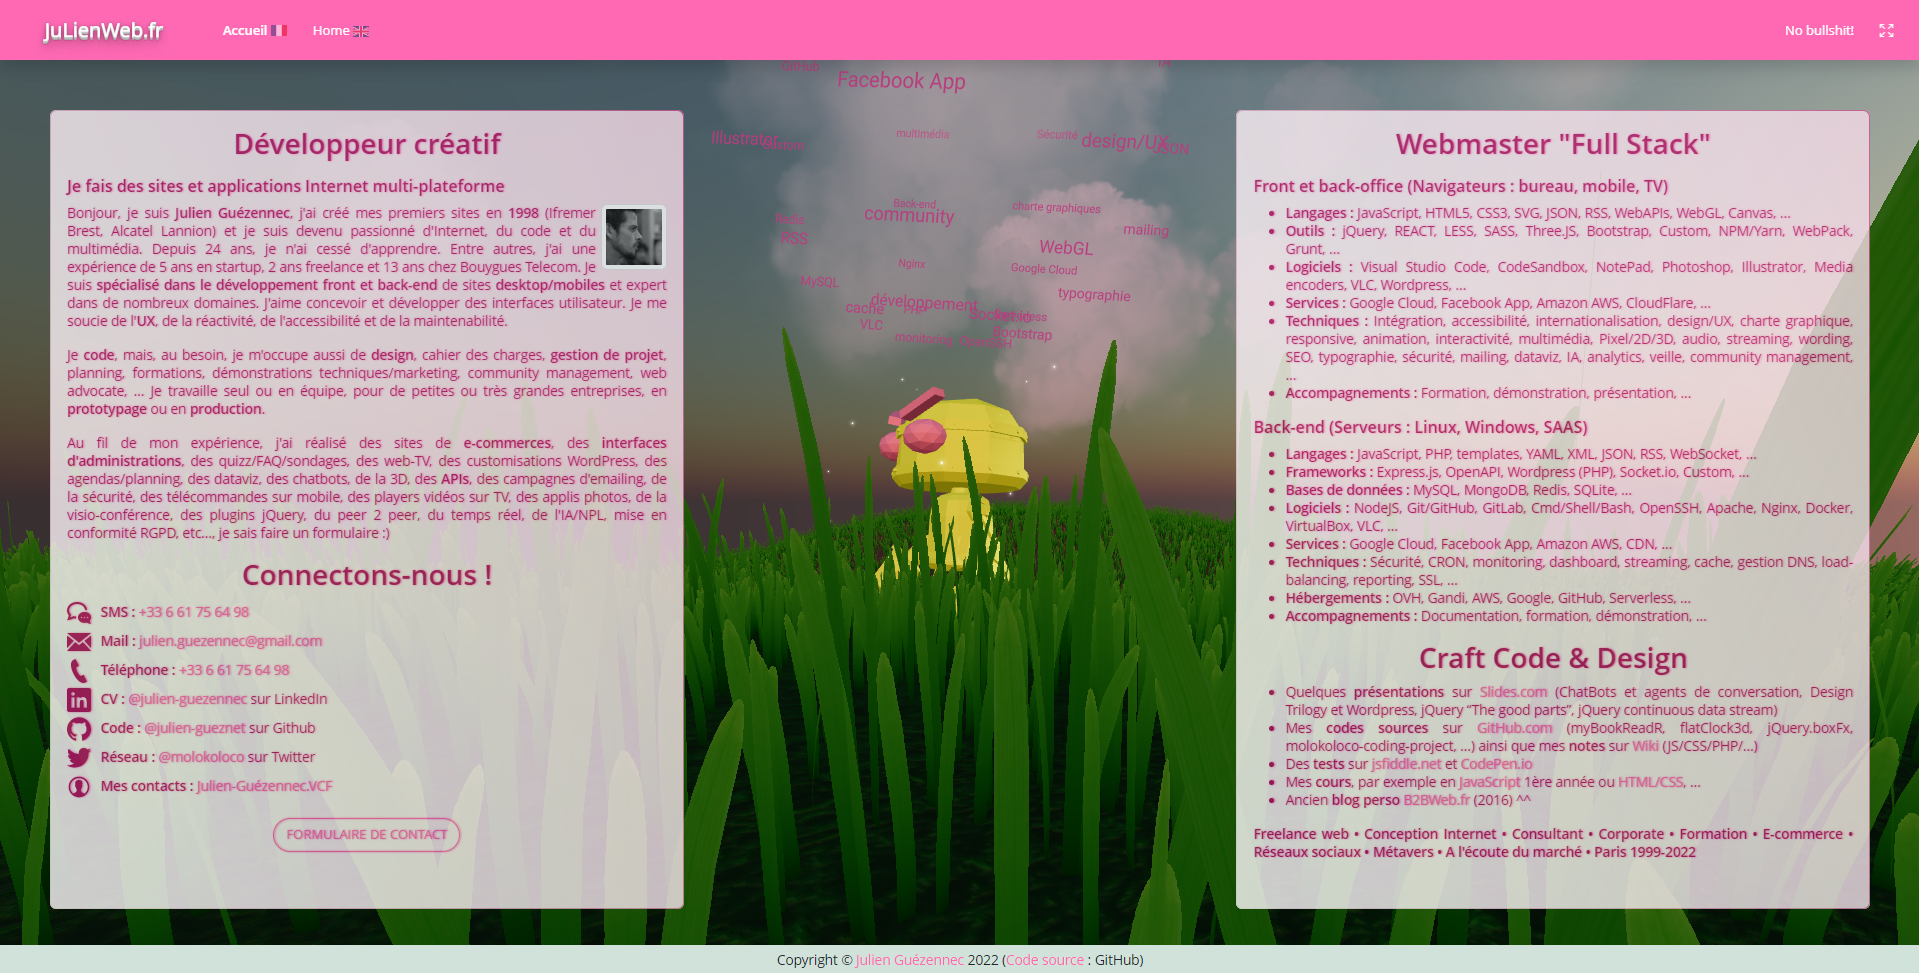 JuLienWeb.fr
Accueil
Home
No bullshit!
GitHub
Facebook App
IA
Illustrator
Custom
multimédia
Sécurité
design/UX
JSON
Back-end
community
charte graphiques
Redis
RSS
mailing
WebGL
Nginx
Google Cloud
MySQL
typographie
développement
cache
PHP
Socket.io
VLC
Bootstrap
monitoring
OpenSSH
Développeur créatif
Je fais des sites et applications Internet multi-plateforme
Bonjour, je suis Julien Guézennec, j'ai créé mes premiers sites en 1998 (Ifremer
Brest, Alcatel Lannion) et je suis devenu passionné d'Internet, du code et du
multimédia. Depuis 24 ans, je n'ai cessé d'apprendre. Entre autres, j'ai une
expérience de 5 ans en startup, 2 ans freelance et 13 ans chez Bouygues Telecom. Je
suis spécialisé dans le développement front et back-end de sites desktop/mobiles et expert
dans de nombreux domaines. J'aime concevoir et développer des interfaces utilisateur. Je me
soucie de l'UX, de la réactivité, de l'accessibilité et de la maintenabilité.
Je code, mais, au besoin, je m'occupe aussi de design, cahier des charges, gestion de projet,
planning, formations, démonstrations techniques/marketing, community management, web
advocate, ... Je travaille seul ou en équipe, pour de petites ou très grandes entreprises, en
prototypage ou en production.
Au fil de mon expérience, j'ai réalisé des sites de e-commerces, des interfaces
d'administrations, des quizz/FAQ/sondages, des web-TV, des customisations WordPress, des
agendas/planning, des dataviz, des chatbots, de la 3D, des APIs, des campagnes d'emailing, de
la sécurité, des télécommandes sur mobile, des players vidéos sur TV, des applis photos, de la
visio-conférence, des plugins jQuery, du peer 2 peer, du temps réel, de l'IA/NPL, mise en
conformité RGPD, etc..., je sais faire un formulaire :)
Connectons-nous !
SMS : +33 6 61 75 64 98
Mail : julien.guezennec@gmail.com
Téléphone : +33 6 61 75 64 98
CV : @julien-guezennec sur LinkedIn
Code : @julien-gueznet sur Github
Réseau : @molokoloco sur Twitter
Mes contacts : Julien-Guézennec.VCF
FORMULAIRE DE CONTACT
Webmaster "Full Stack"
Front et back-office (Navigateurs : bureau, mobile, TV)
• Langages : JavaScript, HTML5, CSS3, SVG, JSON, RSS, WebAPIs, WebGL, Canvas, ...
• Outils : jQuery, REACT, LESS, SASS, Three.JS, Bootstrap, Custom, NPM/Yarn, WebPack,
Grunt, ...
• Logiciels : Visual Studio Code, CodeSandbox, NotePad, Photoshop, Illustrator, Media
encoders, VLC, Wordpress, ...
• Services : Google Cloud, Facebook App, Amazon AWS, CloudFlare, ...
• Techniques : Intégration, accessibilité, internationalisation, design/UX, charte graphique,
responsive, animation, interactivité, multimédia, Pixel/2D/3D, audio, streaming, wording,
SEO, typographie, sécurité, mailing, dataviz, IA, analytics, veille, community management,
...
• Accompagnements : Formation, démonstration, présentation, ...
Back-end (Serveurs : Linux, Windows, SAAS)
• Langages : JavaScript, PHP, templates, YAML, XML, JSON, RSS, WebSocket, ...
• Frameworks : Express.js, OpenAPI, Wordpress (PHP), Socket.io, Custom, ...
• Bases de données : MySQL, MongoDB, Redis, SQLite, ...
• Logiciels : NodeJS, Git/GitHub, GitLab, Cmd/Shell/Bash, OpenSSH, Apache, Nginx, Docker,
VirtualBox, VLC, ...
• Services : Google Cloud, Facebook App, Amazon AWS, CDN, ...
• Techniques : Sécurité, CRON, monitoring, dashboard, streaming, cache, gestion DNS, load-
balancing, reporting, SSL, ...
• Hébergements : OVH, Gandi, AWS, Google, GitHub, Serverless, ...
• Accompagnements : Documentation, formation, démonstration, ...
Craft Code & Design
• Quelques présentations sur Slides.com (ChatBots et agents de conversation, Design
Trilogy et Wordpress, jQuery “The good parts”, jQuery continuous data stream)
• Mes codes sources sur GitHub.com (myBookReadR, flatClock3d, jQuery.boxFx,
molokoloco-coding-project, ...) ainsi que mes notes sur Wiki (JS/CSS/PHP/...)
• Des tests sur jsfiddle.net et CodePen.io
• Mes cours, par exemple en JavaScript 1ère année ou HTML/CSS, ...
• Ancien blog perso B2BWeb.fr (2016) ^^
Freelance web • Conception Internet • Consultant • Corporate • Formation • E-commerce •
Réseaux sociaux • Métavers • A l'écoute du marché • Paris 1999-2022
Copyright © Julien Guézennec 2022 (Code source : GitHub)